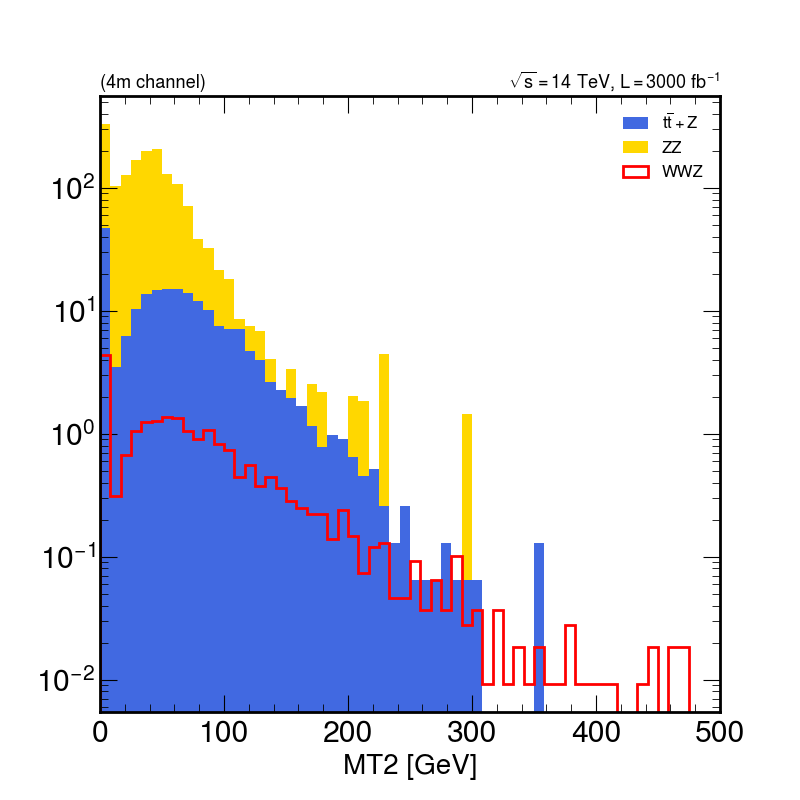 (4m channel)
√s = 14 TeV, L = 3000 fb⁻¹
tt̄ + Z
ZZ
WWZ
10²
10¹
10⁰
10⁻¹
10⁻²
0 100 200 300 400 500
MT2 [GeV]